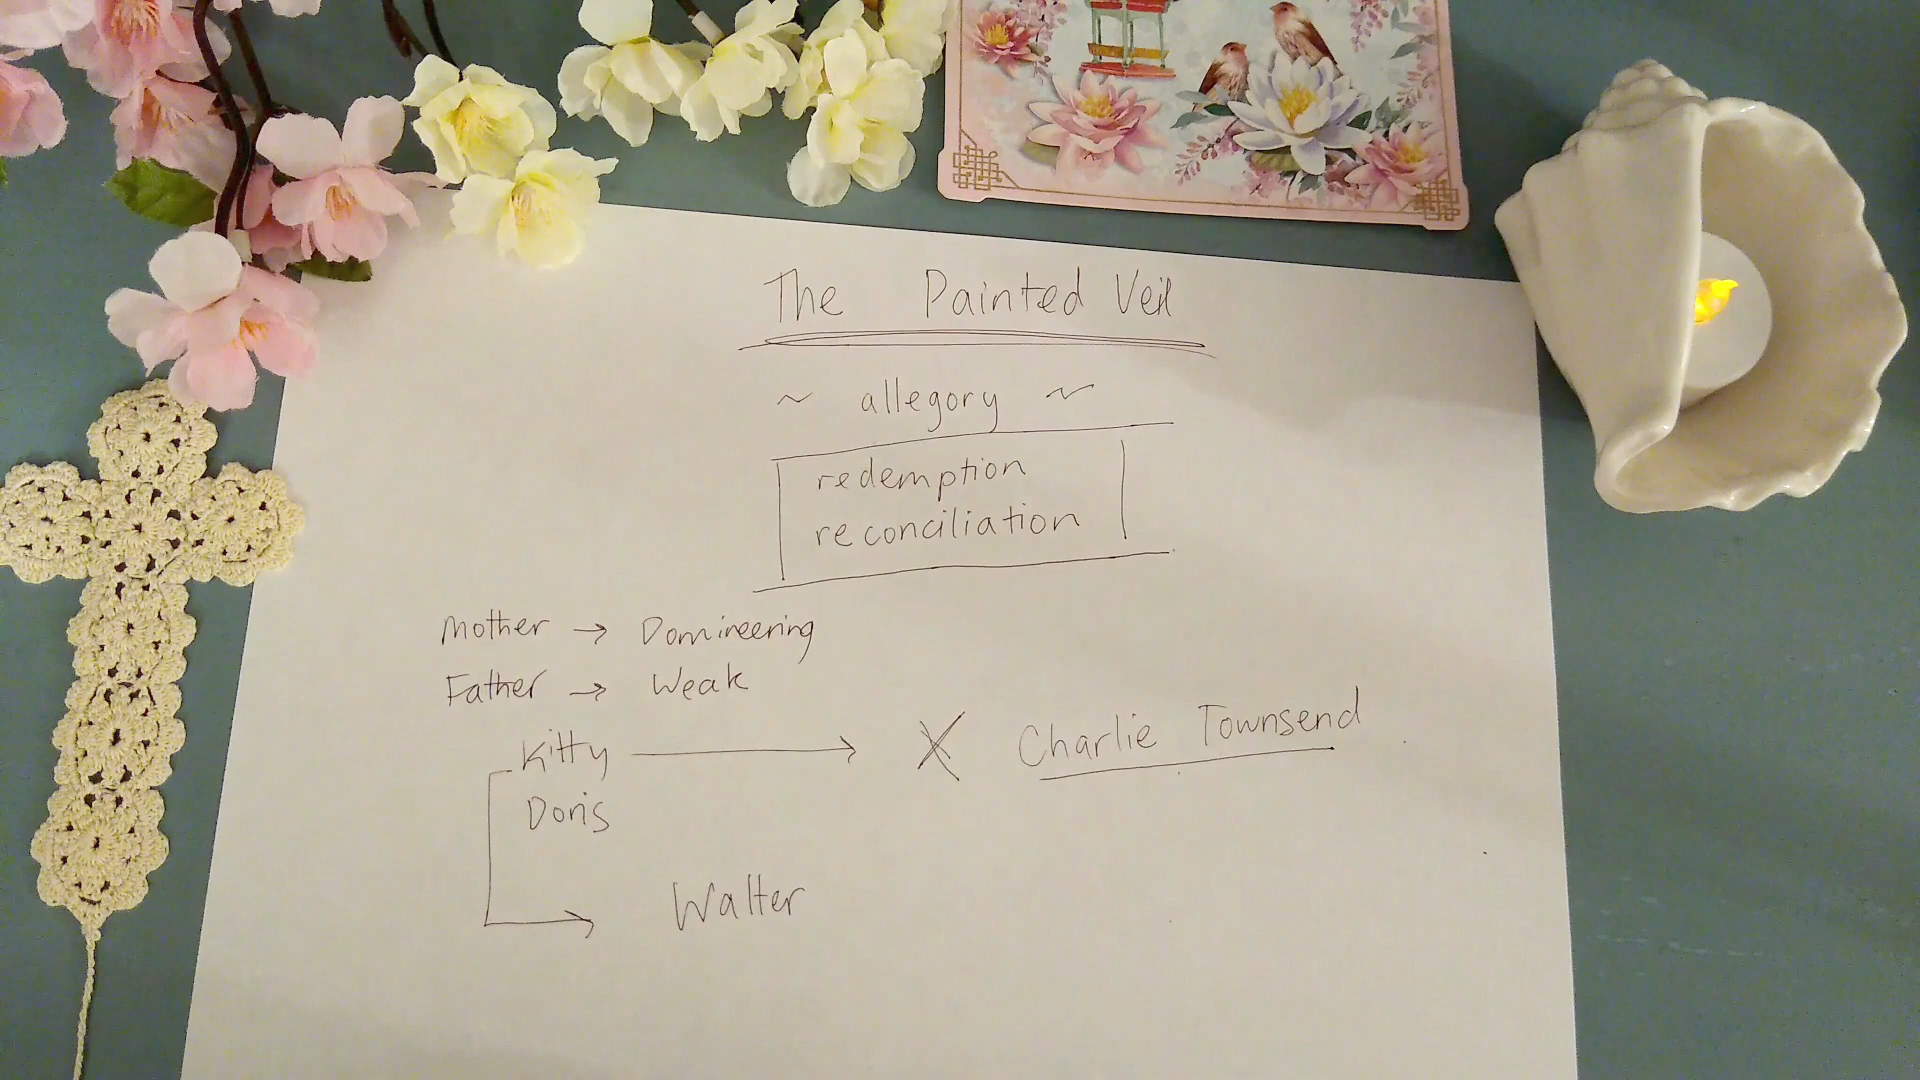 The Painted Veil
~ allegory ~
redemption
reconciliation
Mother → Domineering
Father → Weak
Kitty → X Charlie Townsend
Doris
→ Walter